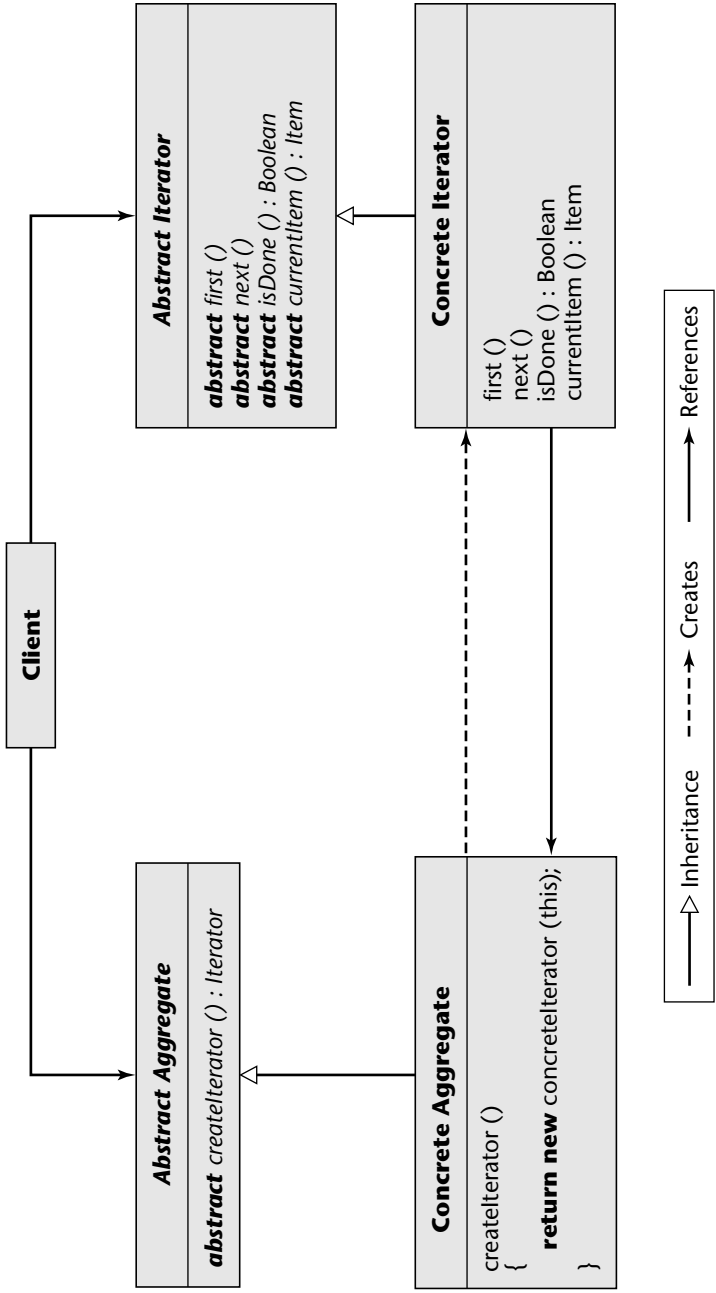 Client
Abstract Aggregate
abstract createIterator () : Iterator
Abstract Iterator
abstract first ()
abstract next ()
abstract isDone () : Boolean
abstract currentItem () : Item
Concrete Aggregate
createIterator ()
{
return new concreteIterator (this);
}
Concrete Iterator
first ()
next ()
isDone () : Boolean
currentItem () : Item
Inheritance
Creates
References